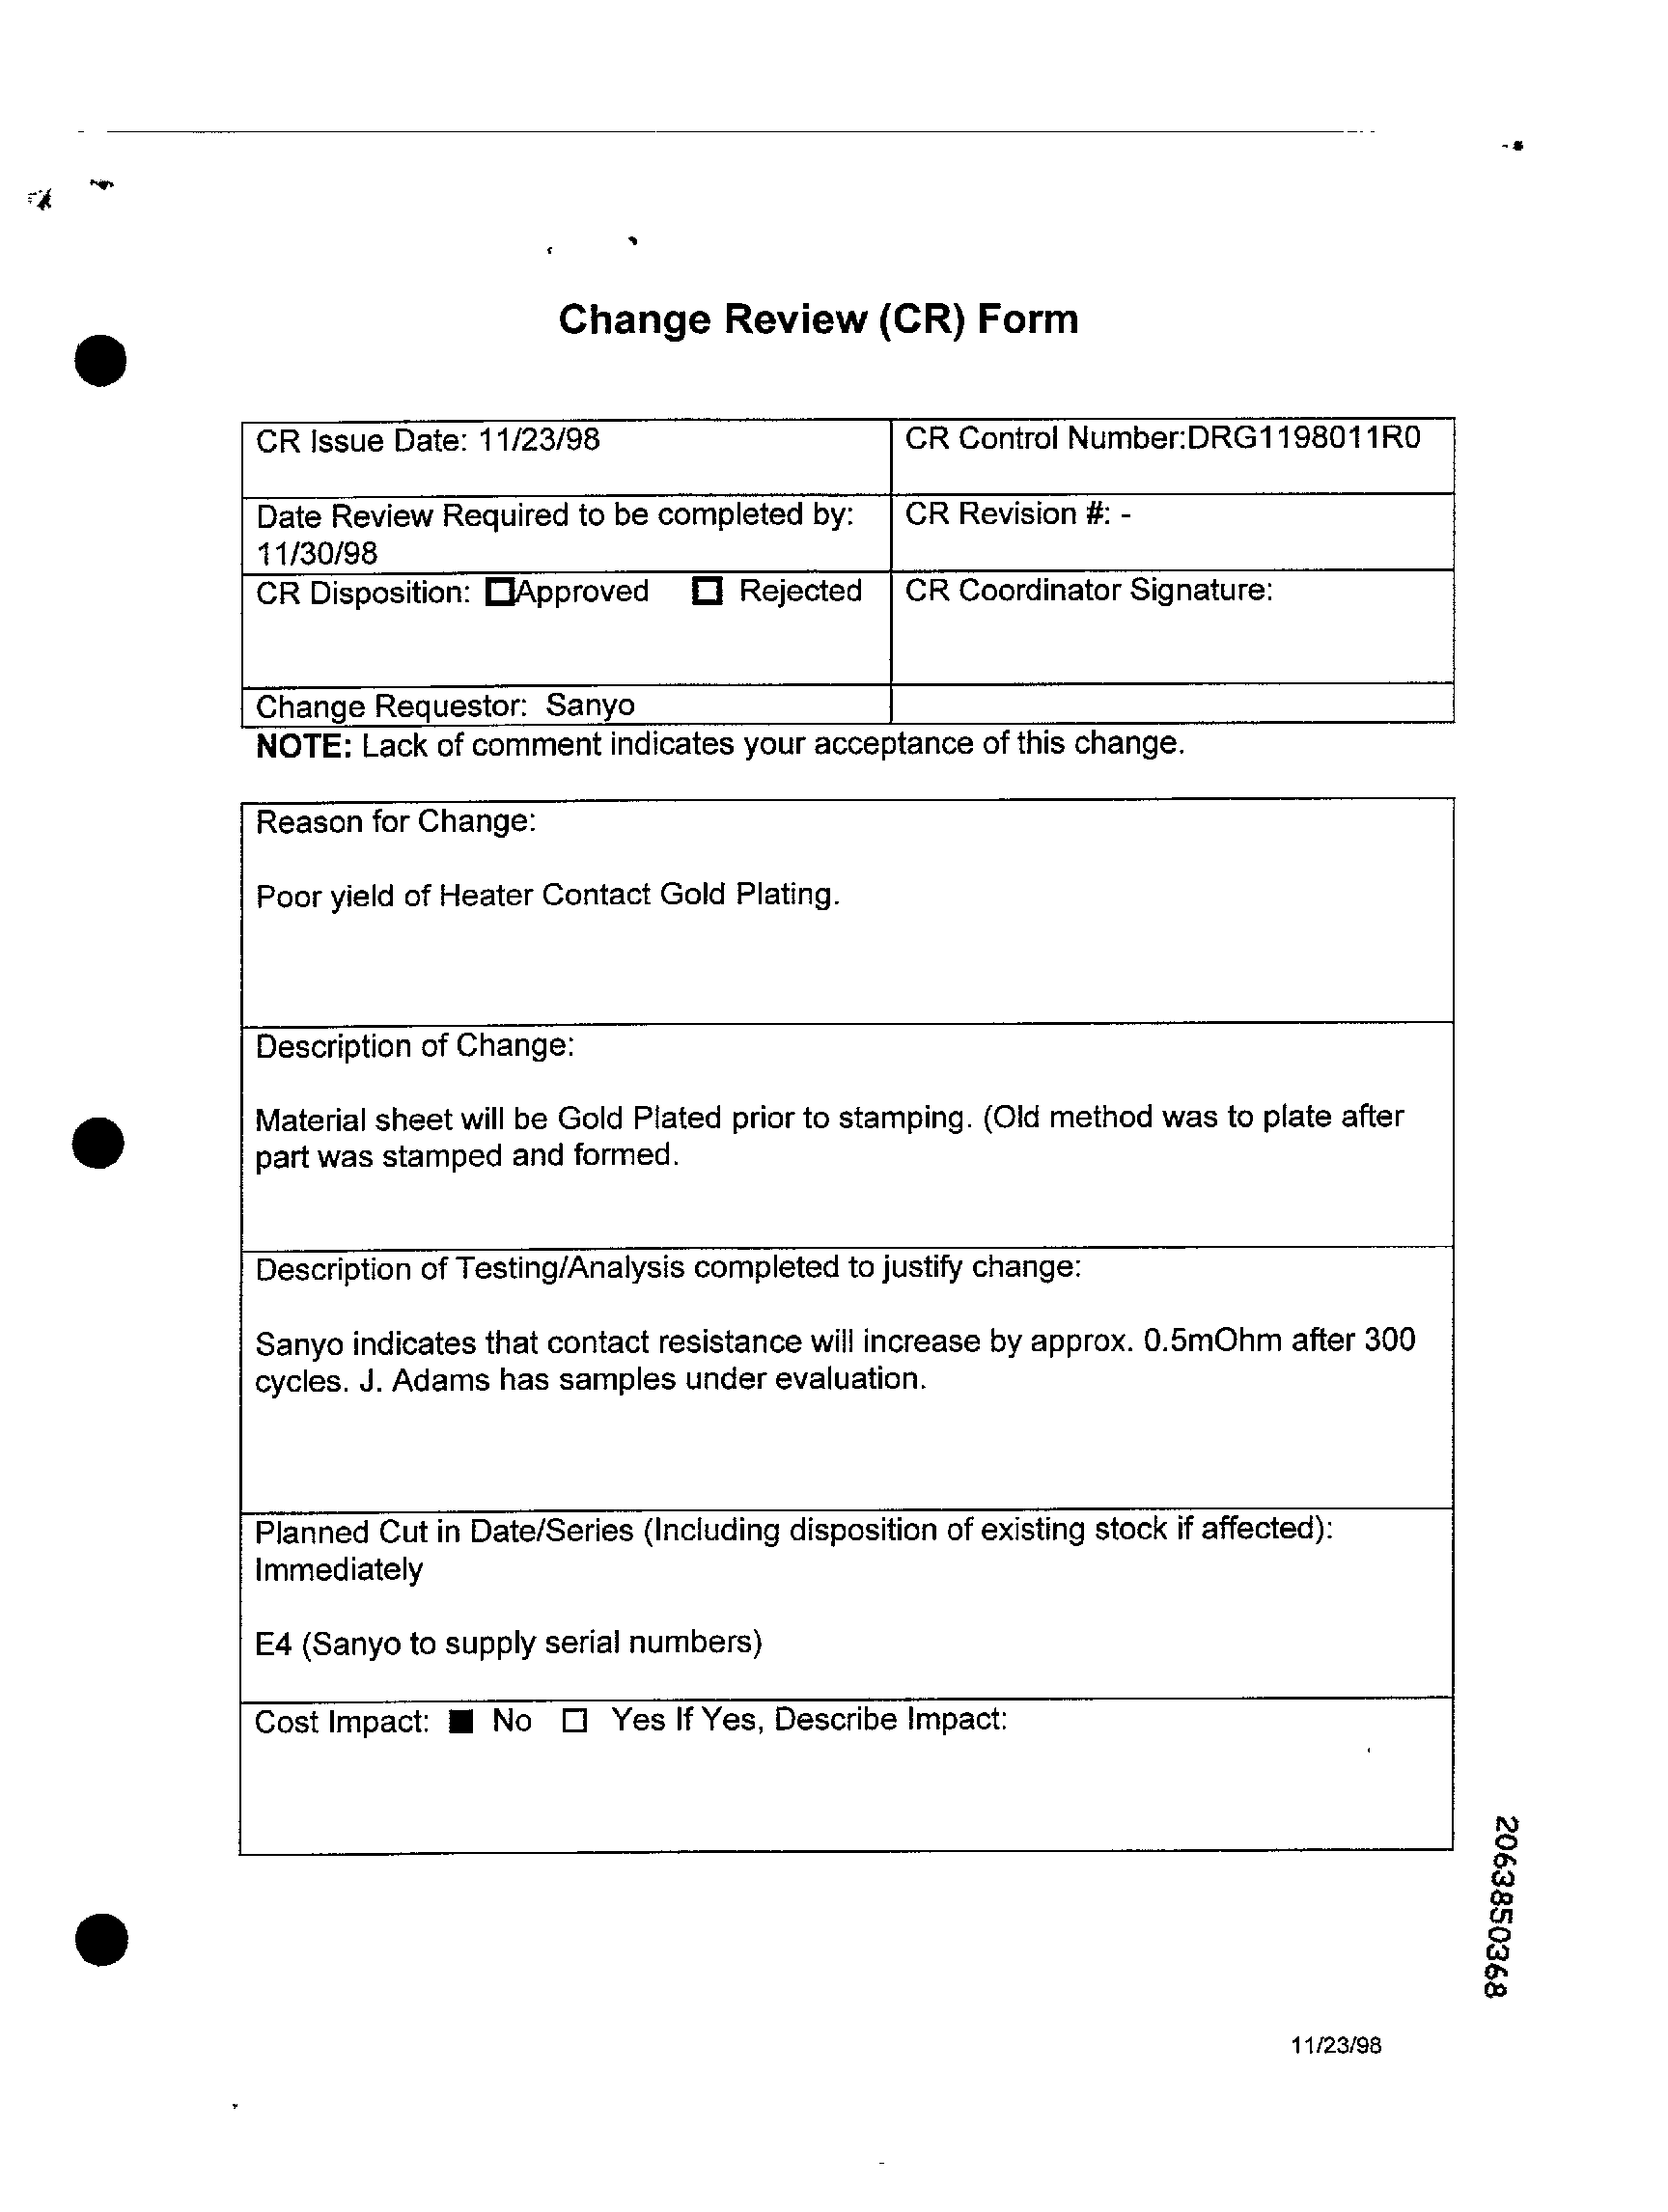 Change Review (CR) Form
CR Issue Date: 11/23/98
CR Control Number:DRG1198011R0
Date Review Required to be completed by:
11/30/98
CR Revision #: -
CR Disposition: ☐Approved ☐ Rejected
CR Coordinator Signature:
Change Requestor: Sanyo
NOTE: Lack of comment indicates your acceptance of this change.
Reason for Change:
Poor yield of Heater Contact Gold Plating.
Description of Change:
Material sheet will be Gold Plated prior to stamping. (Old method was to plate after
part was stamped and formed.
Description of Testing/Analysis completed to justify change:
Sanyo indicates that contact resistance will increase by approx. 0.5mOhm after 300
cycles. J. Adams has samples under evaluation.
Planned Cut in Date/Series (Including disposition of existing stock if affected):
Immediately
E4 (Sanyo to supply serial numbers)
Cost Impact: ■ No ☐ Yes If Yes, Describe Impact:
2063850368
11/23/98